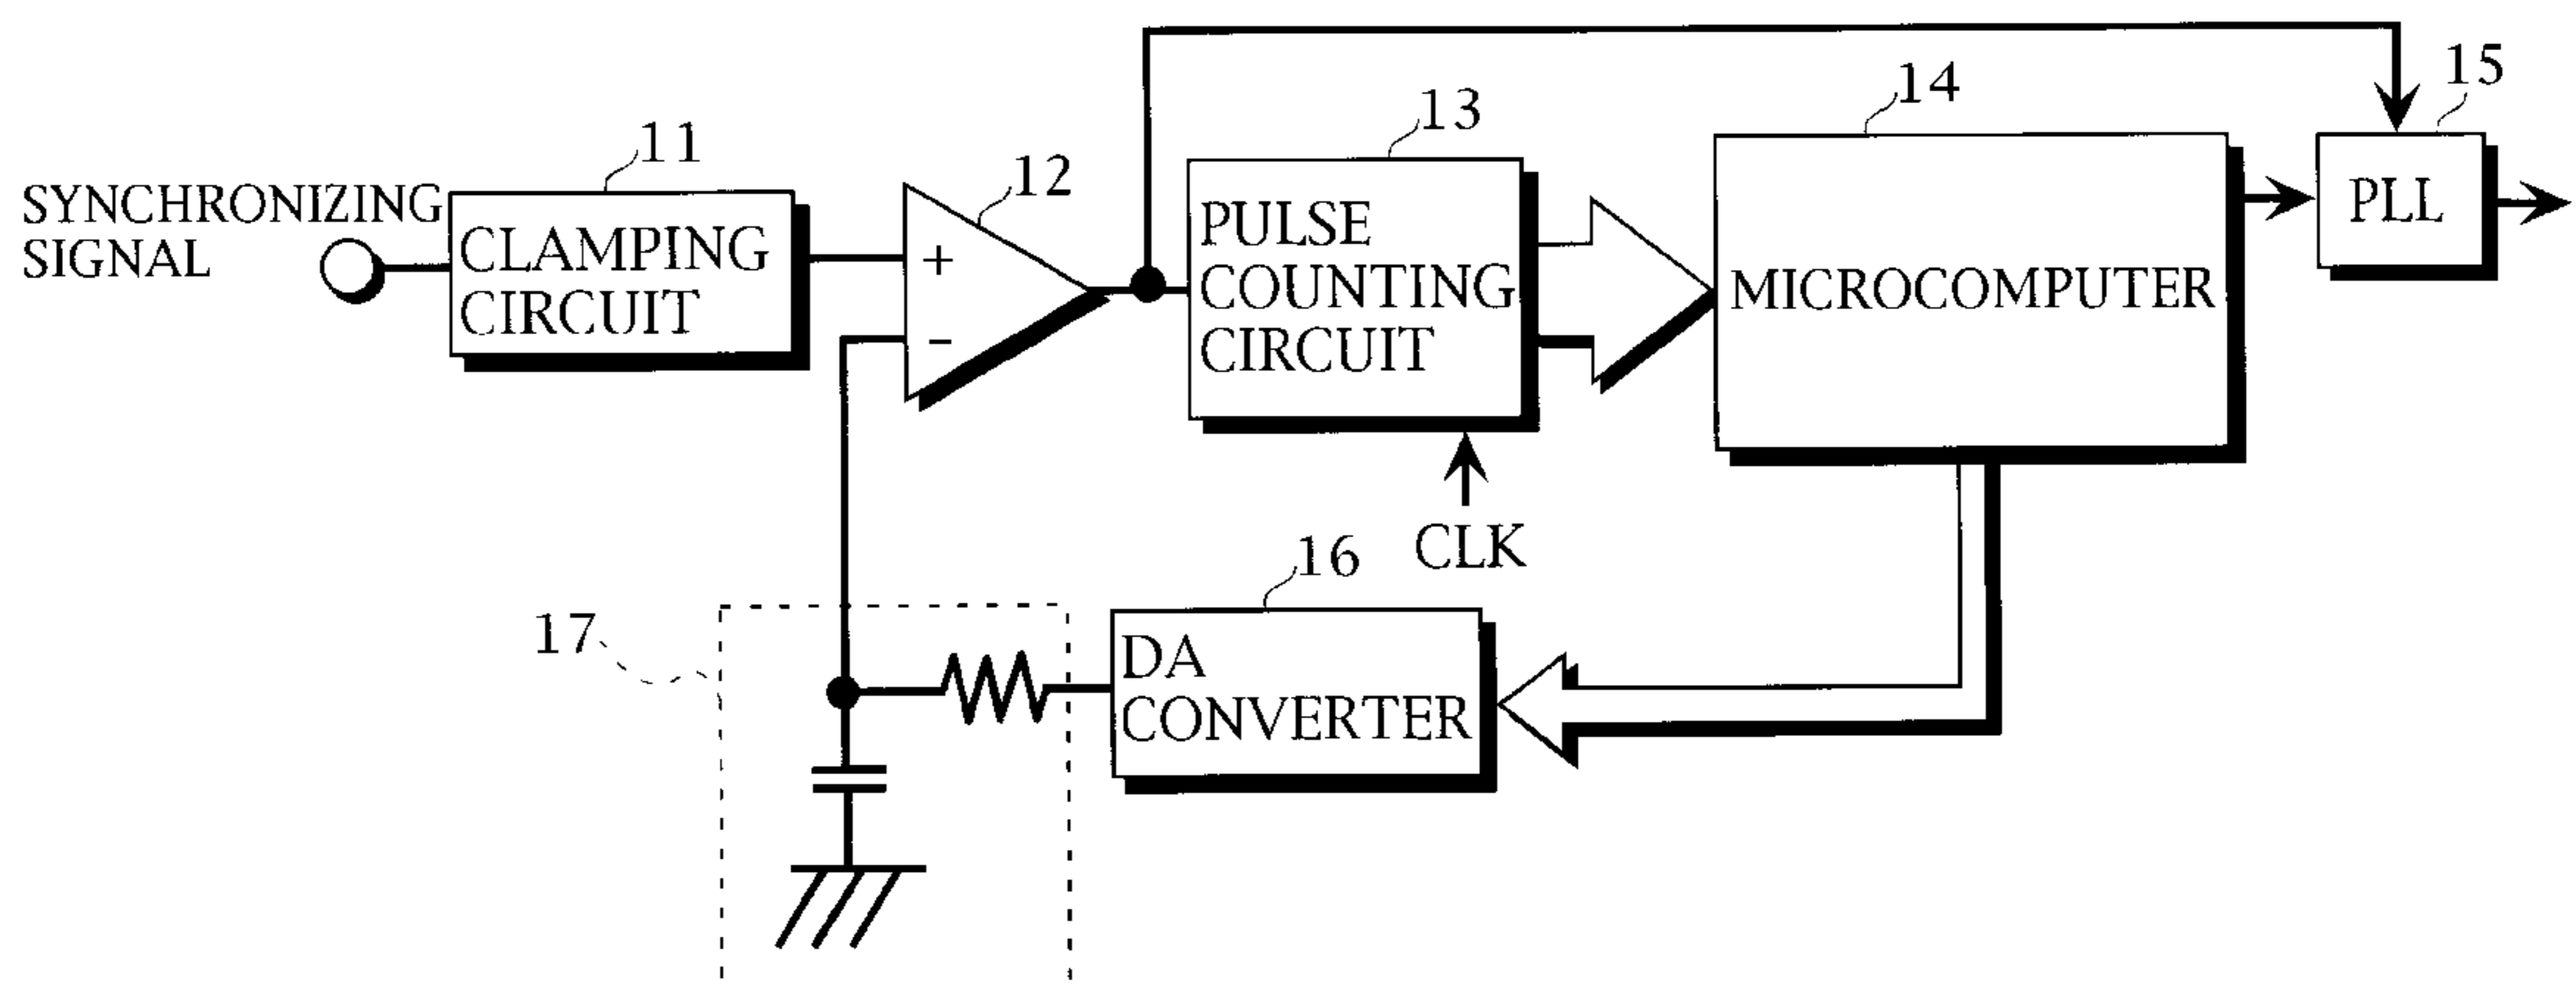 SYNCHRONIZING
SIGNAL
11
CLAMPING
CIRCUIT
12
+
-
13
PULSE
COUNTING
CIRCUIT
CLK
14
MICROCOMPUTER
15
PLL
16
DA
CONVERTER
17